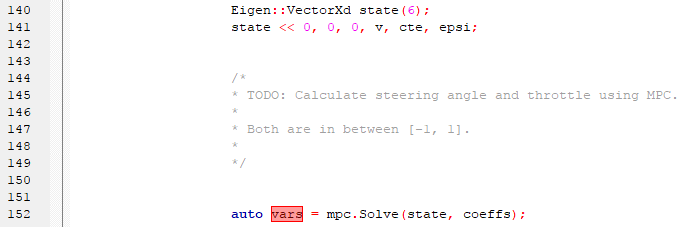 140 Eigen::VectorXd state(6);
141 state << 0, 0, 0, v, cte, epsi;
142
143
144 /*
145 * TODO: Calculate steering angle and throttle using MPC.
146 *
147 * Both are in between [-1, 1].
148 *
149 */
150
151
152 auto vars = mpc.Solve(state, coeffs);